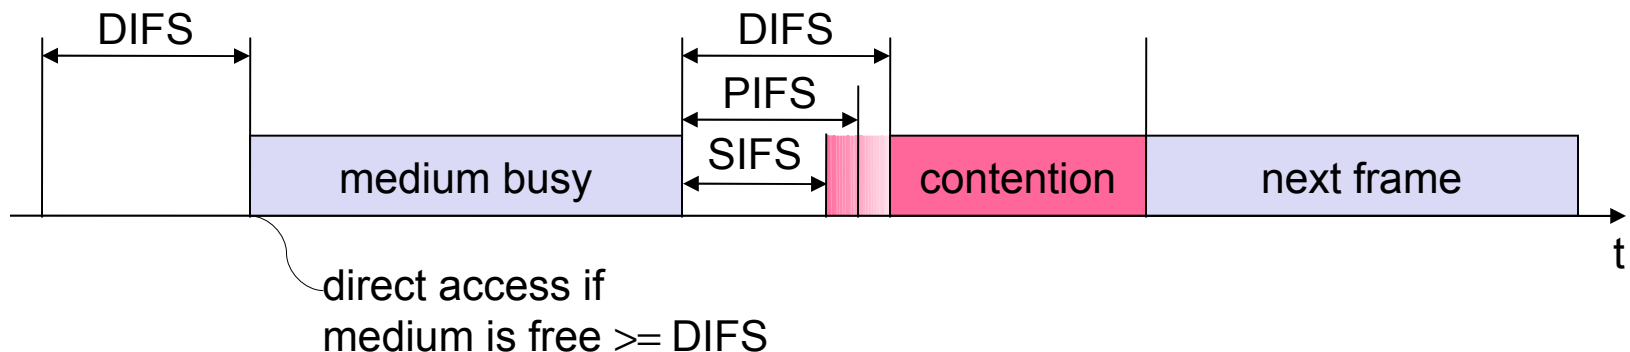 DIFS
DIFS
PIFS
SIFS
medium busy
contention
next frame
t
direct access if
medium is free >= DIFS